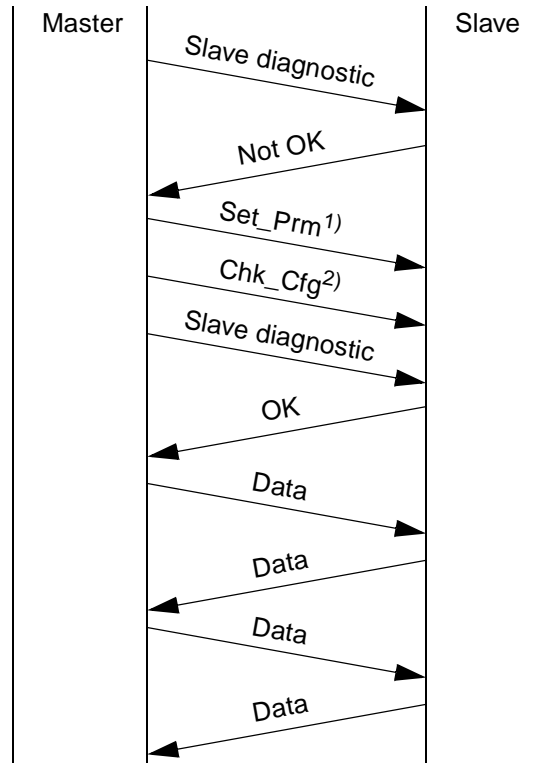 Master
Slave
Slave diagnostic
Not OK
Set_Prm1)
Chk_Cfg2)
Slave diagnostic
OK
Data
Data
Data
Data